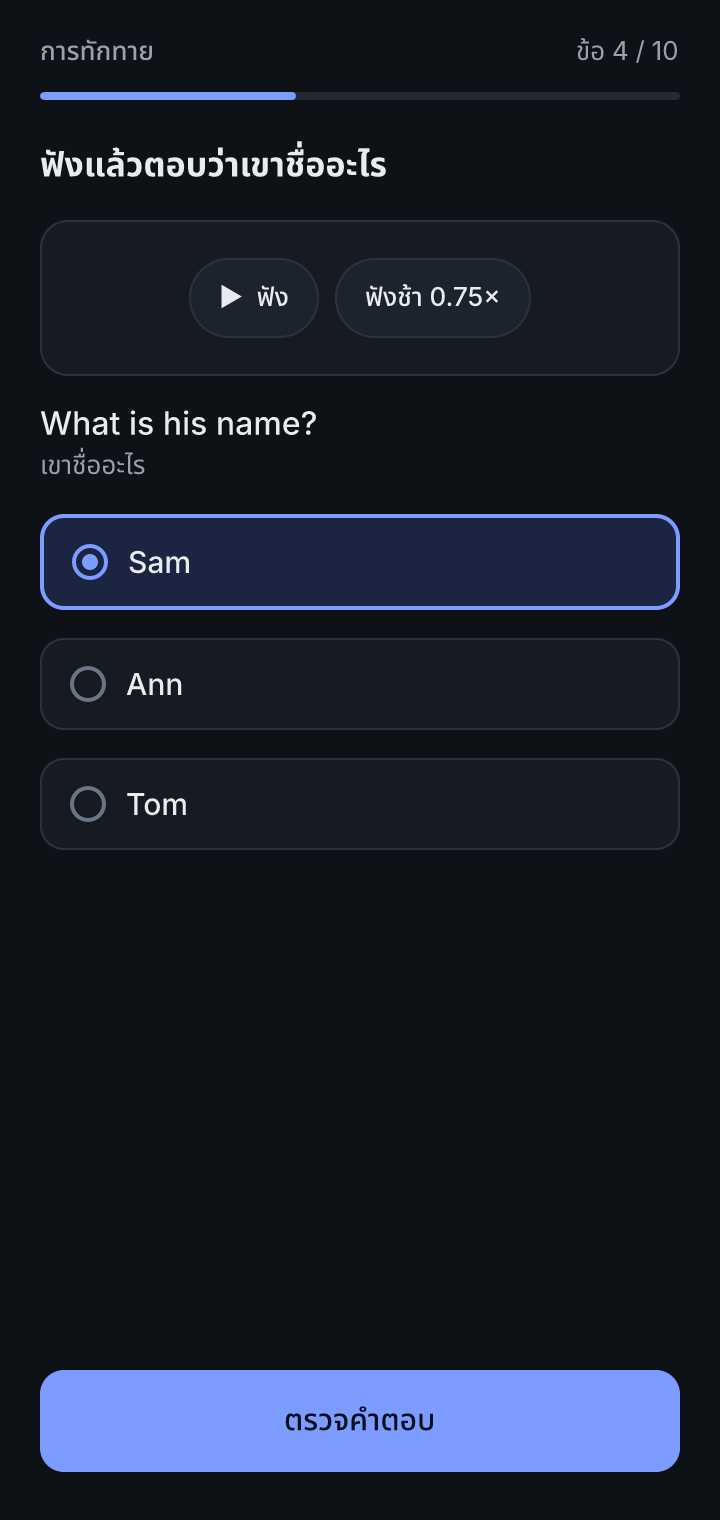 การทักทาย
ข้อ 4 / 10
ฟังแล้วตอบว่าเขาชื่ออะไร
▶ ฟัง
ฟังช้า 0.75×
What is his name?
เขาชื่ออะไร
Sam
Ann
Tom
ตรวจคำตอบ